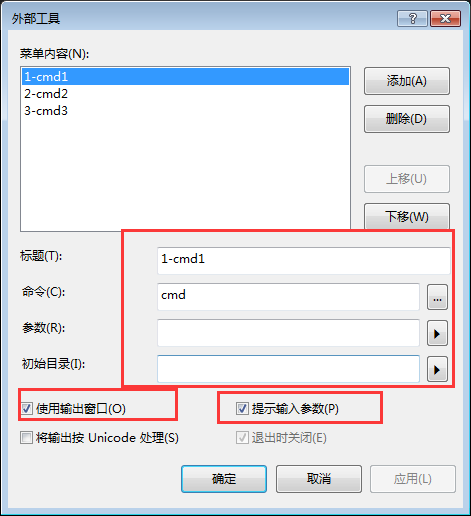 外部工具
菜单内容(N):
1-cmd1
2-cmd2
3-cmd3
添加(A)
删除(D)
上移(U)
下移(W)
标题(T): 1-cmd1
命令(C): cmd ...
参数(R):
初始目录(I):
使用输出窗口(O) 提示输入参数(P)
将输出按 Unicode 处理(S) 退出时关闭(E)
确定 取消 应用(L)